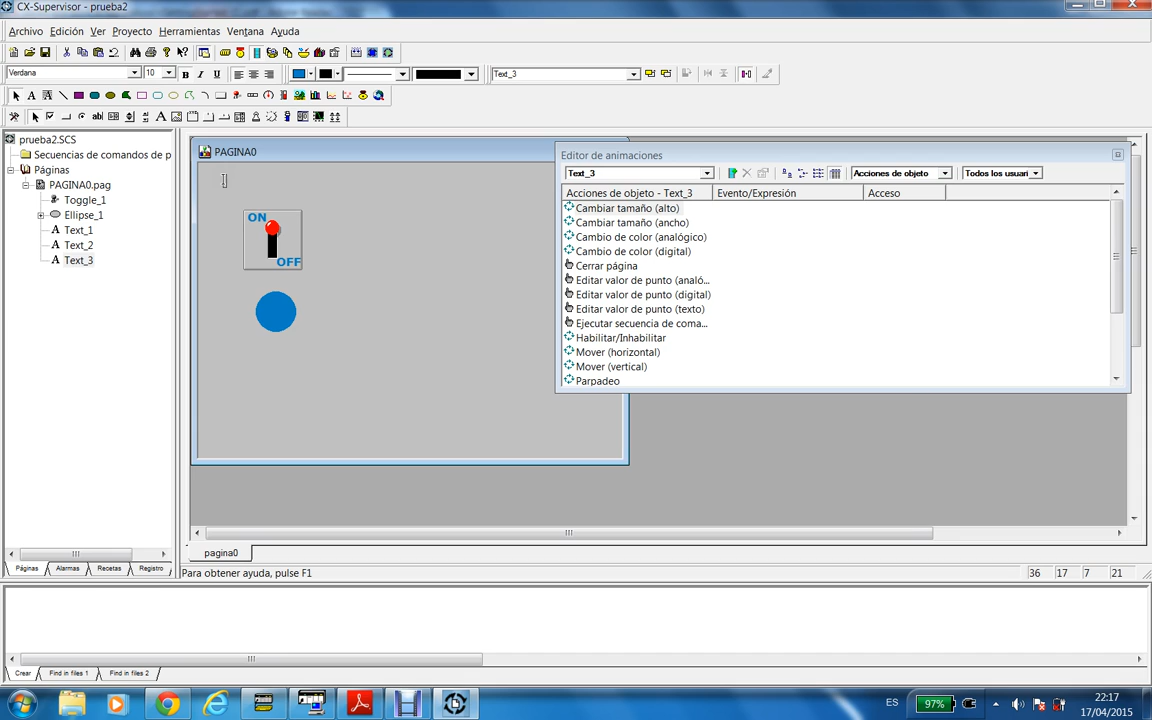 CX-Supervisor - prueba2
Archivo Edición Ver Proyecto Herramientas Ventana Ayuda
Verdana 10 B I U Text_3
prueba2.SCS
Secuencias de comandos de p
Páginas
PAGINA0.pag
Toggle_1
Ellipse_1
A Text_1
A Text_2
A Text_3
Páginas Alarmas Recetas Registro
PAGINA0
ON
OFF
pagina0
Editor de animaciones
Text_3 Acciones de objeto Todos los usuari
Acciones de objeto - Text_3 Evento/Expresión Acceso
Cambiar tamaño (alto)
Cambiar tamaño (ancho)
Cambio de color (analógico)
Cambio de color (digital)
Cerrar página
Editar valor de punto (analó...
Editar valor de punto (digital)
Editar valor de punto (texto)
Ejecutar secuencia de coma...
Habilitar/Inhabilitar
Mover (horizontal)
Mover (vertical)
Parpadeo
Para obtener ayuda, pulse F1 36 17 7 21
Crear Find in files 1 Find in files 2
ES 97% 22:17
17/04/2015